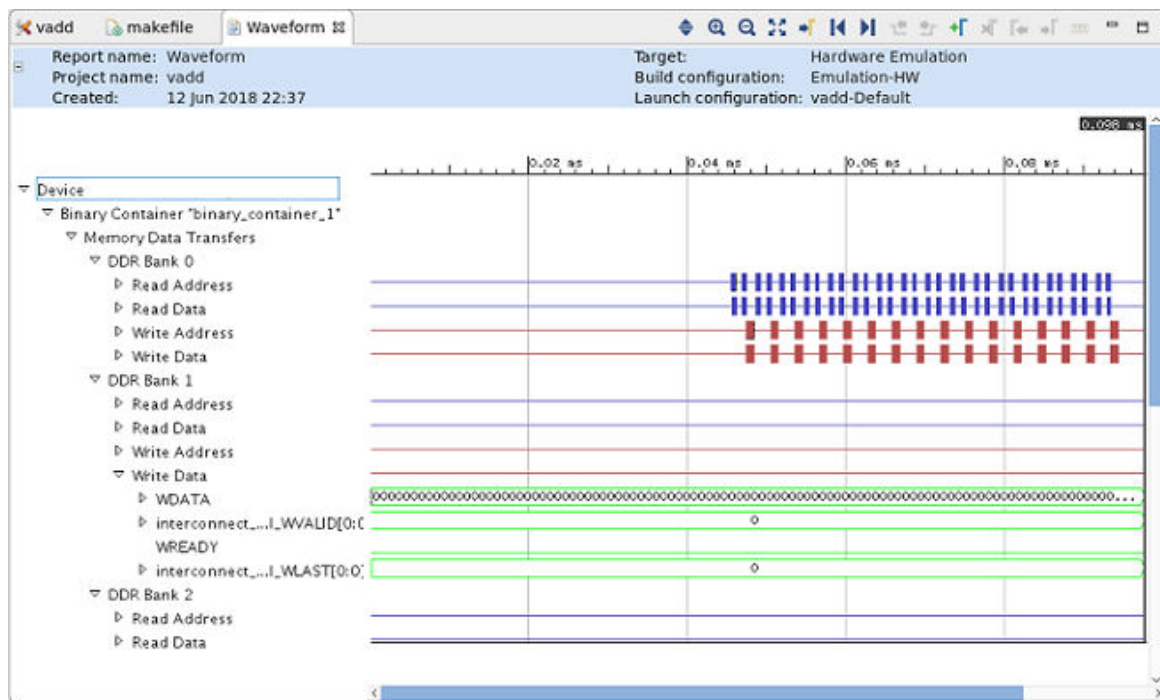 vadd makefile Waveform
Report name: Waveform Target: Hardware Emulation
Project name: vadd Build configuration: Emulation-HW
Created: 12 Jun 2018 22:37 Launch configuration: vadd-Default
0.098 ms
0.02 ms 0.04 ms 0.06 ms 0.08 ms
Device
Binary Container "binary_container_1"
Memory Data Transfers
DDR Bank 0
Read Address
Read Data
Write Address
Write Data
DDR Bank 1
Read Address
Read Data
Write Address
Write Data
WDATA
interconnect_...I_WVALID[0:0 0
WREADY
interconnect_...I_WLAST[0:0] 0
DDR Bank 2
Read Address
Read Data